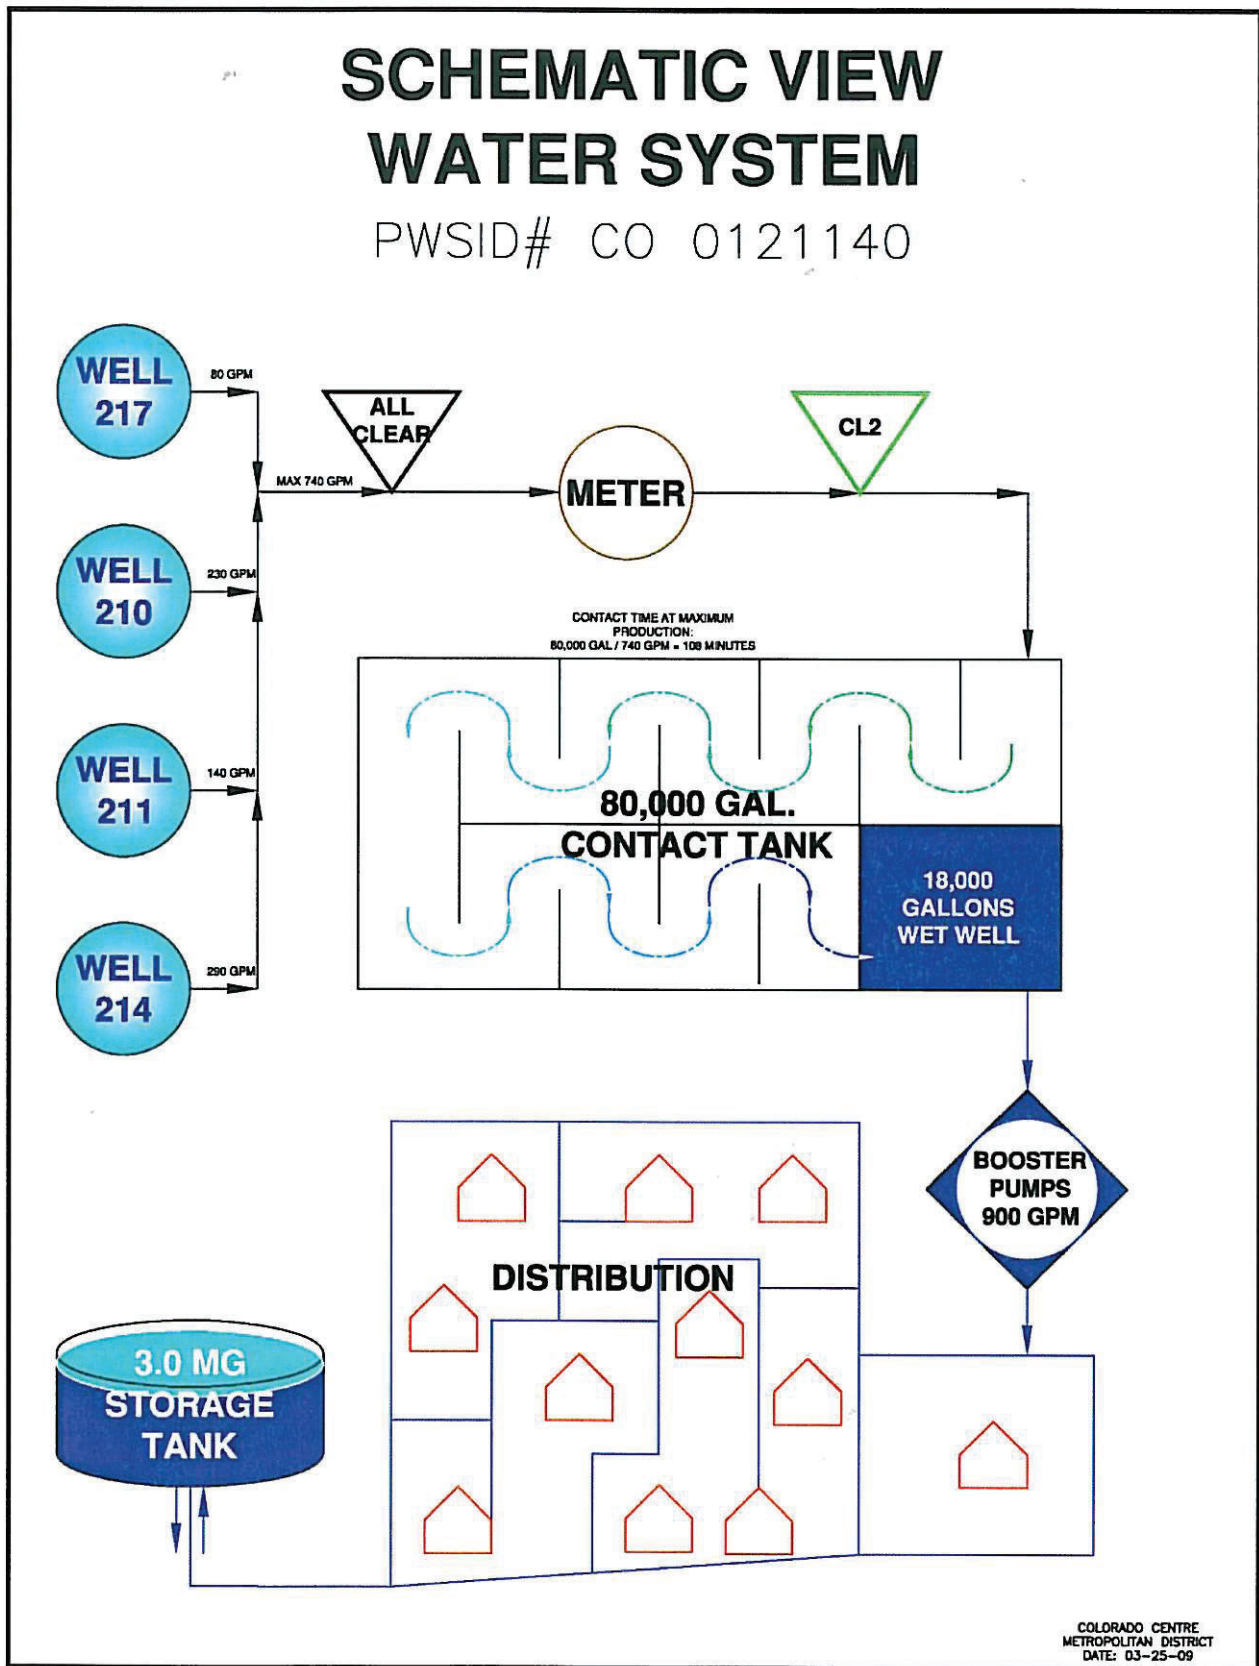 SCHEMATIC VIEW
WATER SYSTEM
PWSID# CO 0121140
WELL
217
80 GPM
ALL
CLEAR
CL2
MAX 740 GPM
METER
WELL
210
230 GPM
CONTACT TIME AT MAXIMUM
PRODUCTION:
80,000 GAL / 740 GPM = 108 MINUTES
WELL
211
140 GPM
80,000 GAL.
CONTACT TANK
18,000
GALLONS
WET WELL
WELL
214
290 GPM
BOOSTER
PUMPS
900 GPM
DISTRIBUTION
3.0 MG
STORAGE
TANK
COLORADO CENTRE
METROPOLITAN DISTRICT
DATE: 03-25-09